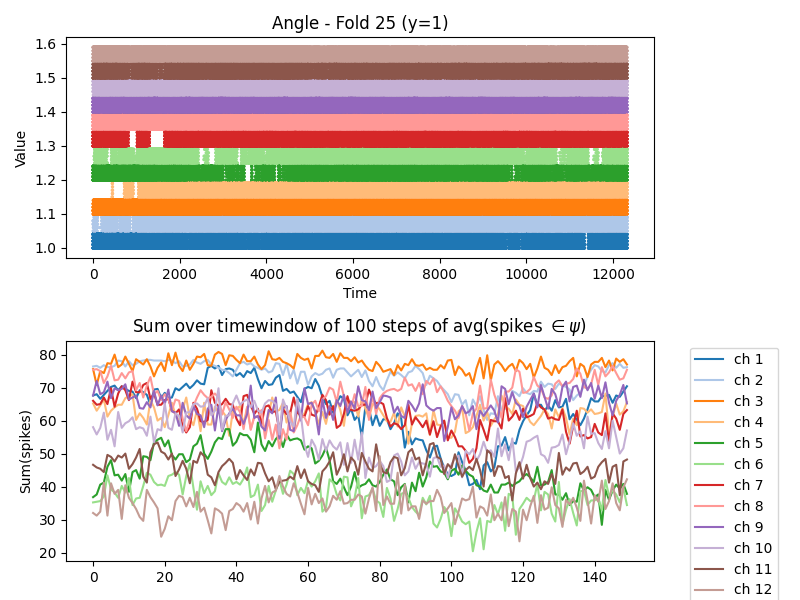 Angle - Fold 25 (y=1)
Value
1.6
1.5
1.4
1.3
1.2
1.1
1.0
0 2000 4000 6000 8000 10000 12000
Time
Sum over timewindow of 100 steps of avg(spikes ∈ ψ)
Sum(spikes)
80
70
60
50
40
30
20
0 20 40 60 80 100 120 140
ch 1
ch 2
ch 3
ch 4
ch 5
ch 6
ch 7
ch 8
ch 9
ch 10
ch 11
ch 12